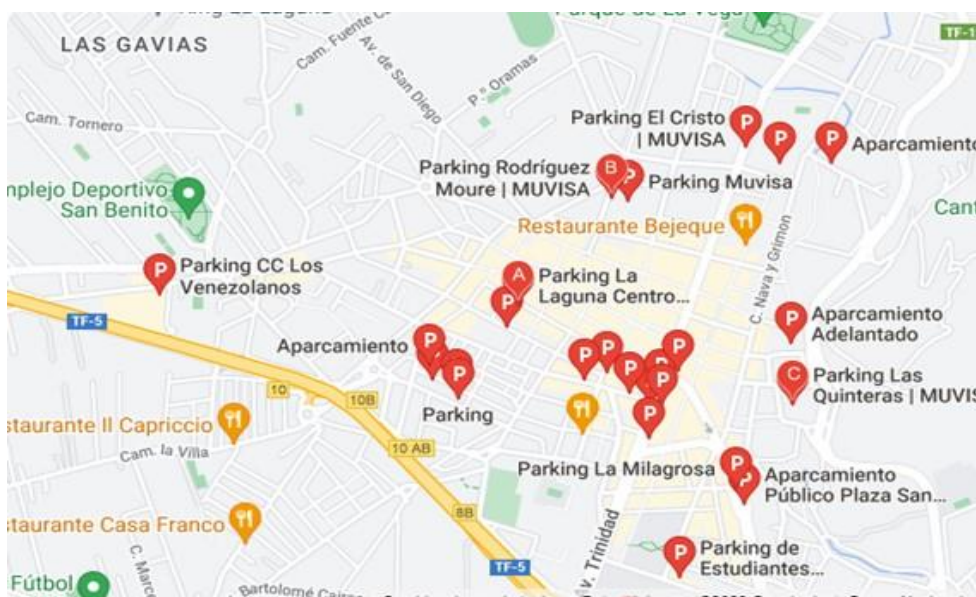 Parque de La Vega
TF-1
LAS GAVIAS
Cam. Fuente
Av. de San Diego
P.º Oramas
Cam. Tornero
Parking El Cristo
| MUVISA
P
P
P
Aparcamiento
Parking Rodríguez
Moure | MUVISA
B
P
Parking Muvisa
mplejo Deportivo
San Benito
Restaurante Bejeque
Cant
C. Nava y Grimon
P
Parking CC Los
Venezolanos
A
P
Parking La
Laguna Centro...
TF-5
Aparcamiento
P
P
Parking
P
P
P
P
P
P
P
P
Aparcamiento
Adelantado
C
Parking Las
Quinteras | MUVIS
10
10B
staurante Il Capriccio
Cam. la Villa
10 AB
Parking La Milagrosa
P
P
Aparcamiento
Público Plaza San...
8B
staurante Casa Franco
v. Trinidad
P
Parking de
Estudiantes...
TF-5
C. Marce
Fútbol
Bartolomé Cair